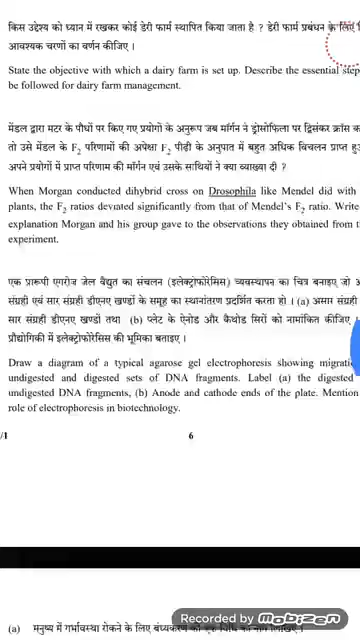 किस उद्देश्य को ध्यान में रखकर कोई डेरी फार्म स्थापित किया जाता है ? डेरी फार्म प्रबंधन के लिए
आवश्यक चरणों का वर्णन कीजिए ।
State the objective with which a dairy farm is set up. Describe the essential step
be followed for dairy farm management.
मेंडल द्वारा मटर के पौधों पर किए गए प्रयोगों के अनुरूप जब मॉर्गन ने ड्रोसोफिला पर द्विसंकर क्रॉस
तो उसे मेंडल के F2 परिणामों की अपेक्षा F2 पीढ़ी के अनुपात में बहुत अधिक विचलन प्राप्त
अपने प्रयोगों में प्राप्त परिणाम की मॉर्गन एवं उसके साथियों ने क्या व्याख्या दी ?
When Morgan conducted dihybrid cross on Drosophila like Mendel did with
plants, the F2 ratios deviated significantly from that of Mendel's F2 ratio. Write
explanation Morgan and his group gave to the observations they obtained from t
experiment.
एक प्रारूपी एगरोज जेल वैद्युत का संचलन (इलेक्ट्रोफोरेसिस) व्यवस्थापन का चित्र बनाइए जो
संग्रही एवं सार संग्रही डीएनए खण्डों के समूह का स्थानांतरण प्रदर्शित करता हो । (a) असार संग्रही
सार संग्रही डीएनए खण्डों तथा (b) प्लेट के ऐनोड और कैथोड सिरों को नामांकित कीजिए
प्रौद्योगिकी में इलेक्ट्रोफोरेसिस की भूमिका बताइए ।
Draw a diagram of a typical agarose gel electrophoresis showing migrati
undigested and digested sets of DNA fragments. Label (a) the digested
undigested DNA fragments, (b) Anode and cathode ends of the plate. Mention
role of electrophoresis in biotechnology.
/1 6
(a) मनुष्य में गर्भावस्था रोकने के लिए बंध्यकरण की एक विधि का नाम लिखिए ।
Recorded by Mobizen